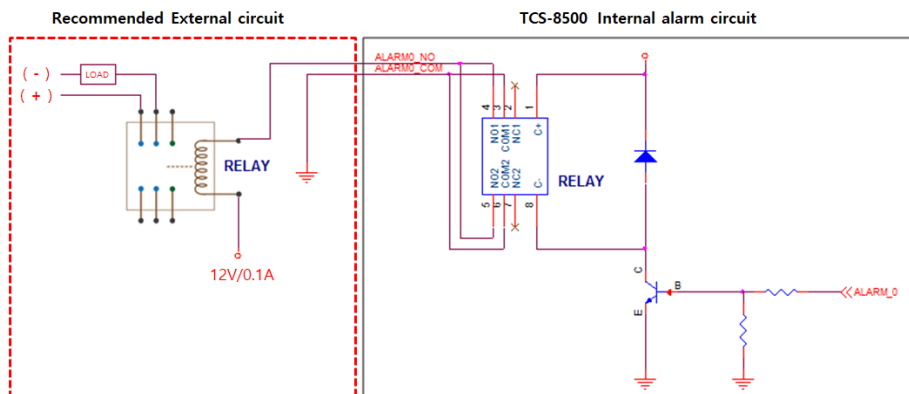 Recommended External circuit
TCS-8500 Internal alarm circuit
ALARM0_NO
ALARM0_COM
( - )
LOAD
( + )
RELAY
12V/0.1A
4
3
2
1
NO1
COM1
NC1
C+
NO2
COM2
NC2
C-
RELAY
5
6
7
8
C
B
E
ALARM_0